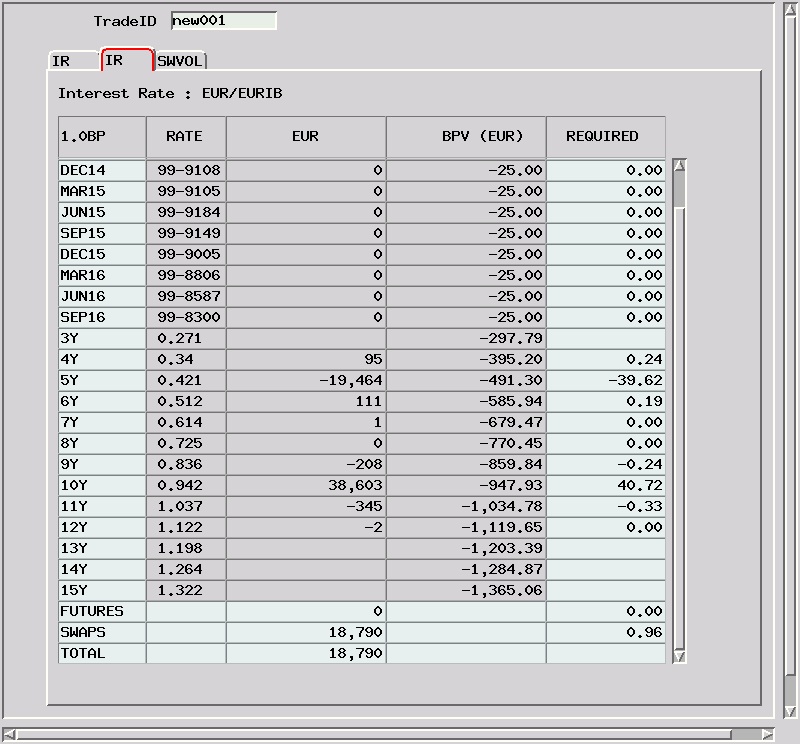 TradeID new001
IR IR SWVOL
Interest Rate : EUR/EURIB
1.0BP RATE EUR BPV (EUR) REQUIRED
DEC14 99-9108 0 -25.00 0.00
MAR15 99-9105 0 -25.00 0.00
JUN15 99-9184 0 -25.00 0.00
SEP15 99-9149 0 -25.00 0.00
DEC15 99-9005 0 -25.00 0.00
MAR16 99-8806 0 -25.00 0.00
JUN16 99-8587 0 -25.00 0.00
SEP16 99-8300 0 -25.00 0.00
3Y 0.271 -297.79
4Y 0.34 95 -395.20 0.24
5Y 0.421 -19,464 -491.30 -39.62
6Y 0.512 111 -585.94 0.19
7Y 0.614 1 -679.47 0.00
8Y 0.725 0 -770.45 0.00
9Y 0.836 -208 -859.84 -0.24
10Y 0.942 38,603 -947.93 40.72
11Y 1.037 -345 -1,034.78 -0.33
12Y 1.122 -2 -1,119.65 0.00
13Y 1.198 -1,203.39
14Y 1.264 -1,284.87
15Y 1.322 -1,365.06
FUTURES 0 0.00
SWAPS 18,790 0.96
TOTAL 18,790